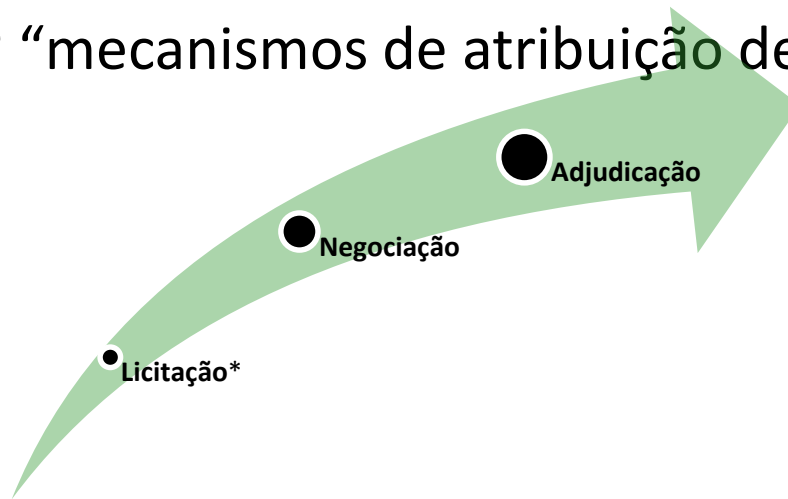 “mecanismos de atribuição de
Adjudicação
Negociação
Licitação*